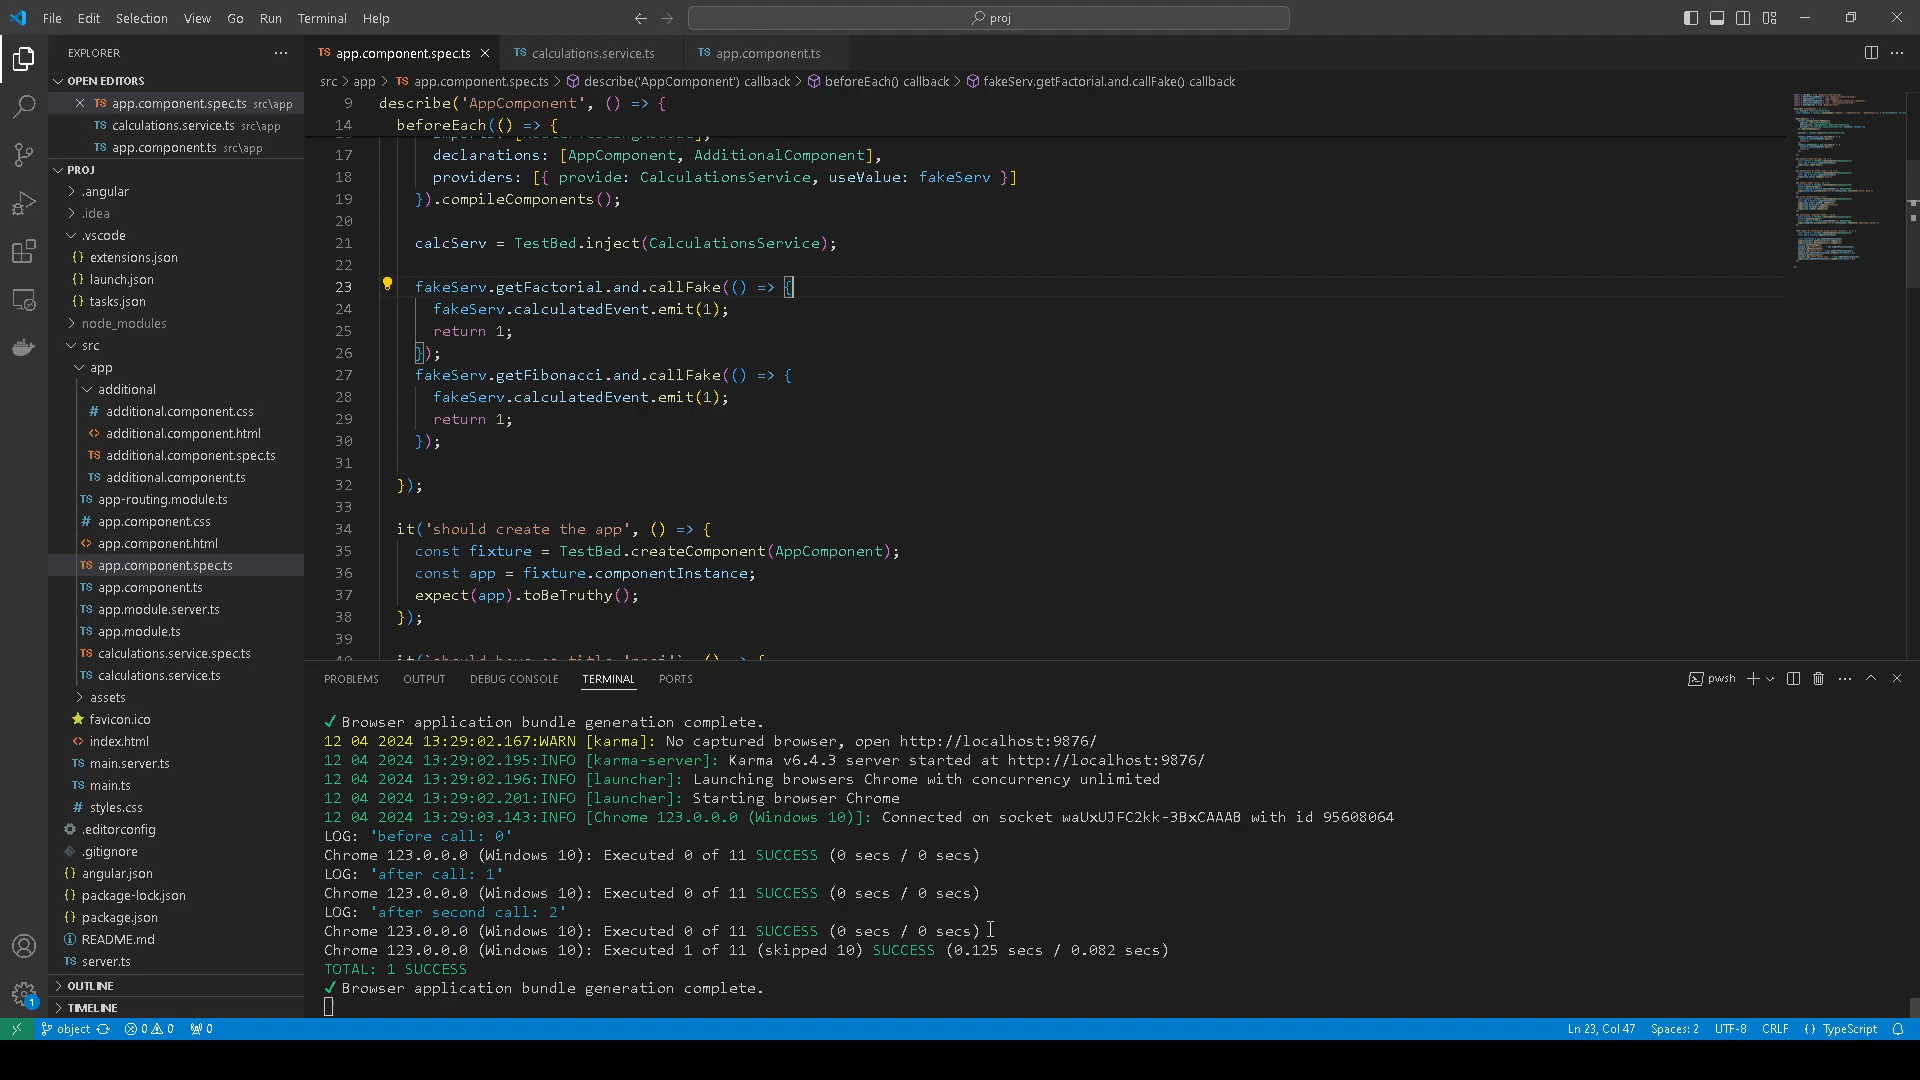 File Edit Selection View Go Run Terminal Help
proj
EXPLORER
OPEN EDITORS
TS app.component.spec.ts src\app
TS calculations.service.ts src\app
TS app.component.ts src\app
PROJ
.angular
.idea
.vscode
{} extensions.json
{} launch.json
{} tasks.json
node_modules
src
app
additional
# additional.component.css
<> additional.component.html
TS additional.component.spec.ts
TS additional.component.ts
TS app-routing.module.ts
# app.component.css
<> app.component.html
TS app.component.spec.ts
TS app.component.ts
TS app.module.server.ts
TS app.module.ts
TS calculations.service.spec.ts
TS calculations.service.ts
assets
favicon.ico
<> index.html
TS main.server.ts
TS main.ts
# styles.css
.editorconfig
.gitignore
{} angular.json
{} package-lock.json
{} package.json
README.md
TS server.ts
OUTLINE
TIMELINE
TS app.component.spec.ts
TS calculations.service.ts
TS app.component.ts
src > app > TS app.component.spec.ts > describe('AppComponent') callback > beforeEach() callback > fakeServ.getFactorial.and.callFake() callback
9 describe('AppComponent', () => {
14 beforeEach(() => {
17 declarations: [AppComponent, AdditionalComponent],
18 providers: [{ provide: CalculationsService, useValue: fakeServ }]
19 }).compileComponents();
20
21 calcServ = TestBed.inject(CalculationsService);
22
23 fakeServ.getFactorial.and.callFake(() => {
24 fakeServ.calculatedEvent.emit(1);
25 return 1;
26 });
27 fakeServ.getFibonacci.and.callFake(() => {
28 fakeServ.calculatedEvent.emit(1);
29 return 1;
30 });
31
32 });
33
34 it('should create the app', () => {
35 const fixture = TestBed.createComponent(AppComponent);
36 const app = fixture.componentInstance;
37 expect(app).toBeTruthy();
38 });
39
PROBLEMS OUTPUT DEBUG CONSOLE TERMINAL PORTS
pwsh
✓ Browser application bundle generation complete.
12 04 2024 13:29:02.167:WARN [karma]: No captured browser, open http://localhost:9876/
12 04 2024 13:29:02.195:INFO [karma-server]: Karma v6.4.3 server started at http://localhost:9876/
12 04 2024 13:29:02.196:INFO [launcher]: Launching browsers Chrome with concurrency unlimited
12 04 2024 13:29:02.201:INFO [launcher]: Starting browser Chrome
12 04 2024 13:29:03.143:INFO [Chrome 123.0.0.0 (Windows 10)]: Connected on socket waUxUJFC2kk-3BxCAAAB with id 95608064
LOG: 'before call: 0'
Chrome 123.0.0.0 (Windows 10): Executed 0 of 11 SUCCESS (0 secs / 0 secs)
LOG: 'after call: 1'
Chrome 123.0.0.0 (Windows 10): Executed 0 of 11 SUCCESS (0 secs / 0 secs)
LOG: 'after second call: 2'
Chrome 123.0.0.0 (Windows 10): Executed 0 of 11 SUCCESS (0 secs / 0 secs)
Chrome 123.0.0.0 (Windows 10): Executed 1 of 11 (skipped 10) SUCCESS (0.125 secs / 0.082 secs)
TOTAL: 1 SUCCESS
✓ Browser application bundle generation complete.
1
object 0 0 0 Ln 23, Col 47 Spaces: 2 UTF-8 CRLF {} TypeScript